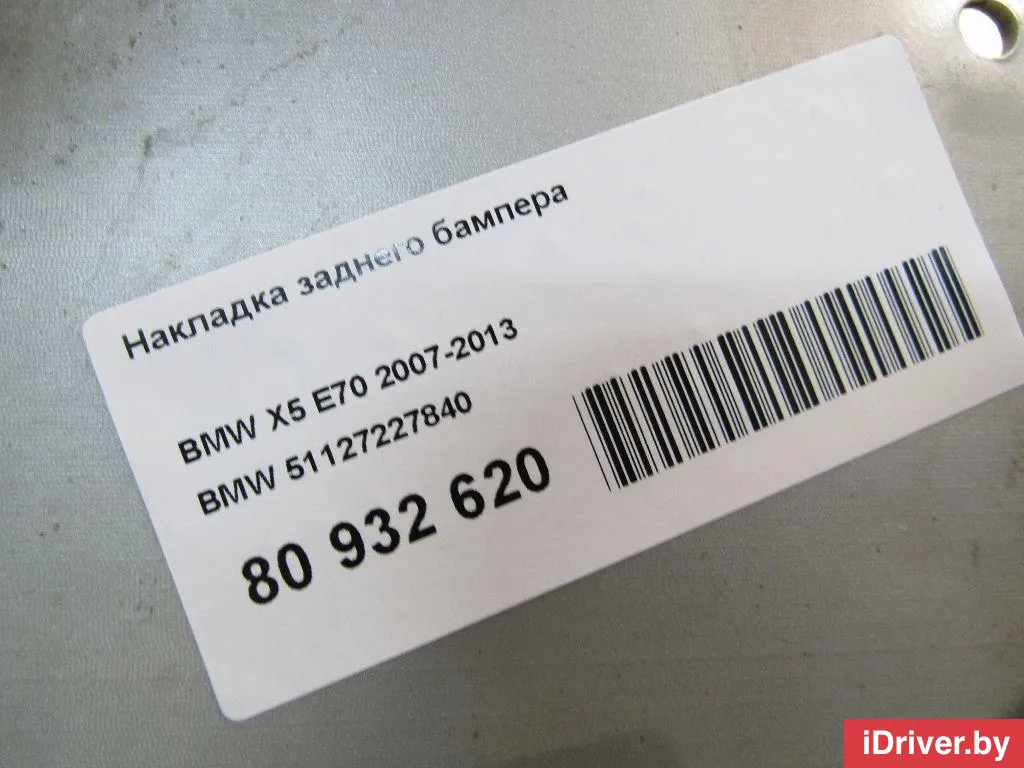 Накладка заднего бампера
BMW X5 E70 2007-2013
BMW 51127227840
80 932 620
iDriver.by